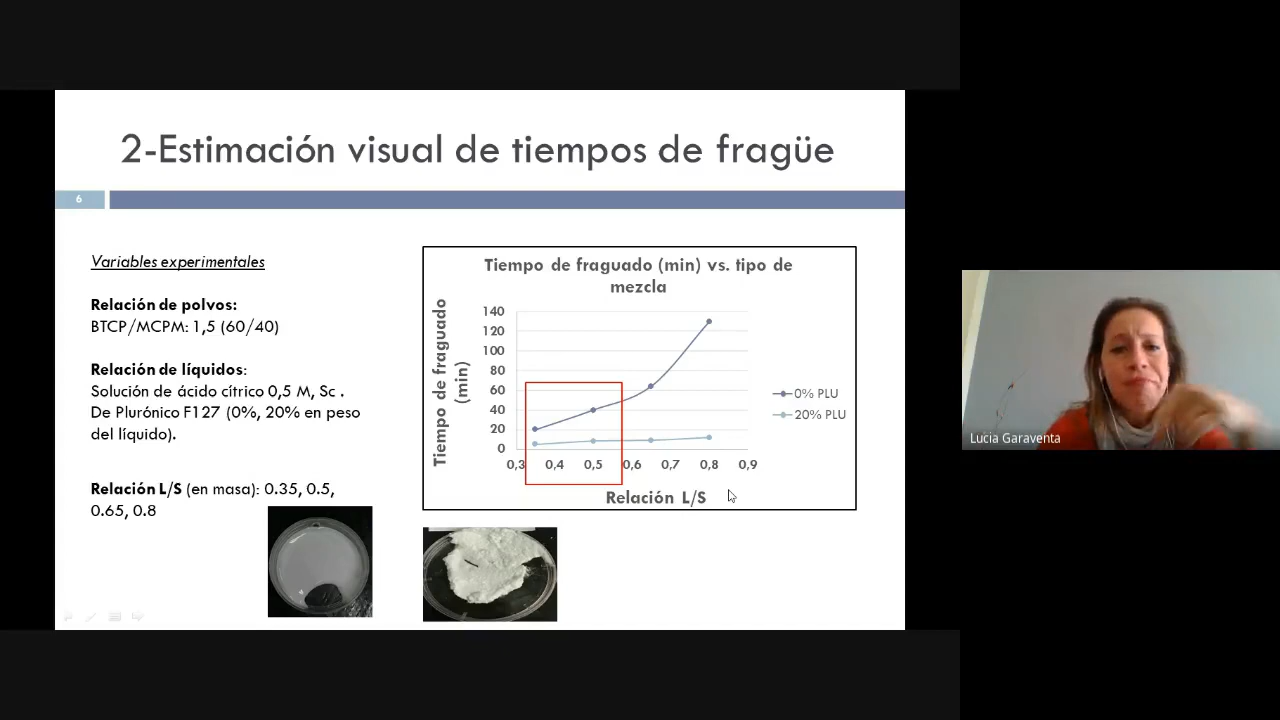 2-Estimación visual de tiempos de fragüe
6
Variables experimentales
Relación de polvos:
BTCP/MCPM: 1,5 (60/40)
Relación de líquidos:
Solución de ácido cítrico 0,5 M, Sc .
De Plurónico F127 (0%, 20% en peso
del líquido).
Relación L/S (en masa): 0.35, 0.5,
0.65, 0.8
Tiempo de fraguado (min) vs. tipo de
mezcla
Tiempo de fraguado
(min)
140
120
100
80
60
40
20
0
0,3 0,4 0,5 0,6 0,7 0,8 0,9
Relación L/S
0% PLU
20% PLU
Lucia Garaventa